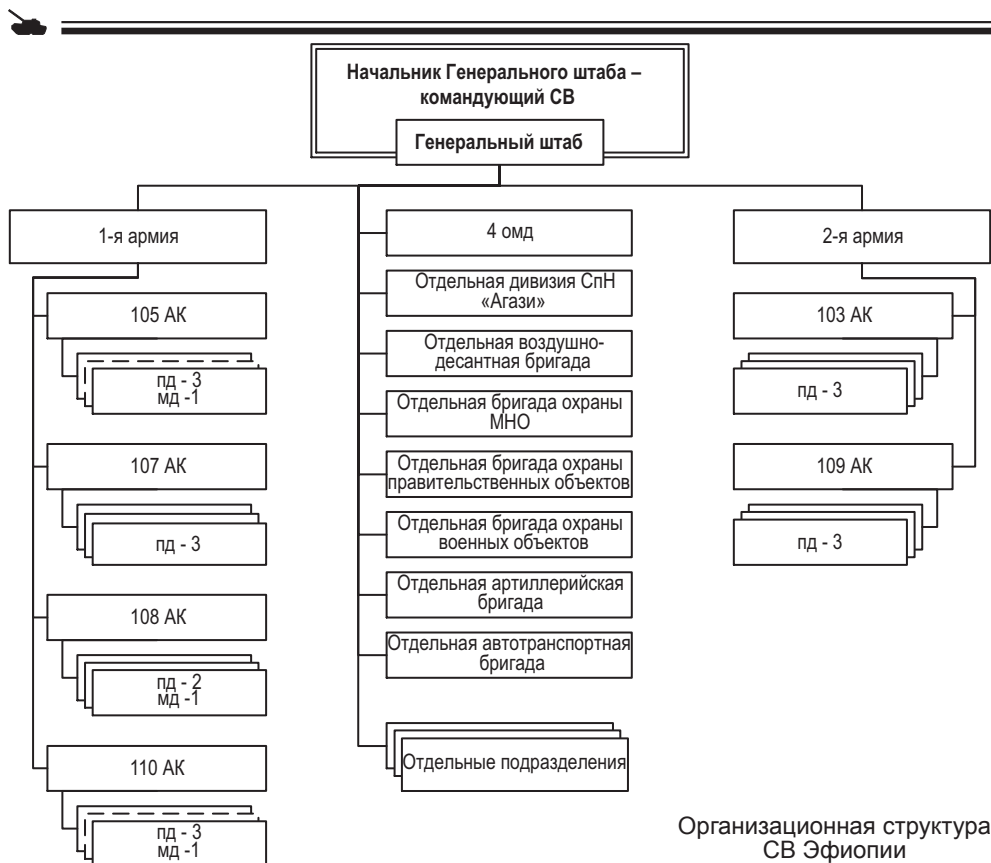 Начальник Генерального штаба –
командующий СВ
Генеральный штаб
1-я армия
105 АК
пд - 3
мд -1
107 АК
пд - 3
108 АК
пд - 2
мд -1
110 АК
пд - 3
мд -1
4 омд
Отдельная дивизия СпН
«Агази»
Отдельная воздушно-
десантная бригада
Отдельная бригада охраны
МНО
Отдельная бригада охраны
правительственных объектов
Отдельная бригада охраны
военных объектов
Отдельная артиллерийская
бригада
Отдельная автотранспортная
бригада
Отдельные подразделения
2-я армия
103 АК
пд - 3
109 АК
пд - 3
Организационная структура
СВ Эфиопии